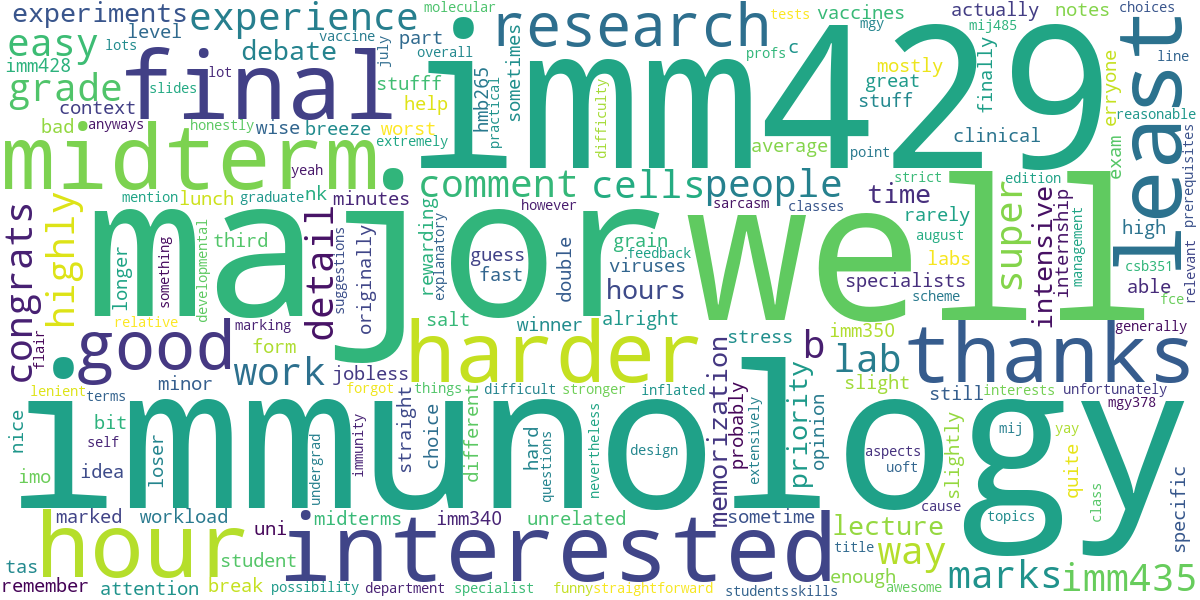 experiments
experience
molecular
research
tests
vaccines
actually
notes
choices
level
lots
vaccine
part
easy
debate
final
july
imm429
mgy
mij485
least
imm428
overall
profs
c
finally
line
grade
slides
lot
stufff
hmb265
sometimes
mostly
great
stuff
context
help
practical
difficulty
clinical
exam
erryone
reasonable
bad
anyways
honestly
wise
breeze
worst
extremely
average
point
midterm
yeah
comment
cells
people
time
strict
edition
prerequisites
relevant
mention
lunch
graduate
nk
minutes
however
sarcasm
classes
rarely
high
major
well
super
intensive
internship
management
august
congrats
highly
longer
something
developmental
third
detail
suggestions
originally
rewarding
explanatory
guess
fast
double
grain
feedback
viruses
hours
labs
specialists
able
csb351
fce
scheme
flair
relative
marking
salt
winner
alright
imm350
generally
good
form
harder
stress
b
lab
thanks
minor
work
jobless
memorization
probably
priority
opinion
slight
still
interests
unfortunately
lenient
terms
forgot
things
difficult
stronger
inflated
mgy378
nice
bit
self
loser
undergrad
immunity
straight
choice
different
hard
questions
nevertheless
design
extensively
aspects
uoft
slightly
mij
yay
quite
class
specific
imo
idea
immunology
marked
workload
uni
midterms
imm340
unrelated
sometime
lecture
cause
topics
title
way
tas
hour
student
interested
enough
marks
imm435
remember
attention
break
possibility
department
specialist
funny
straightforward
students
skills
awesome